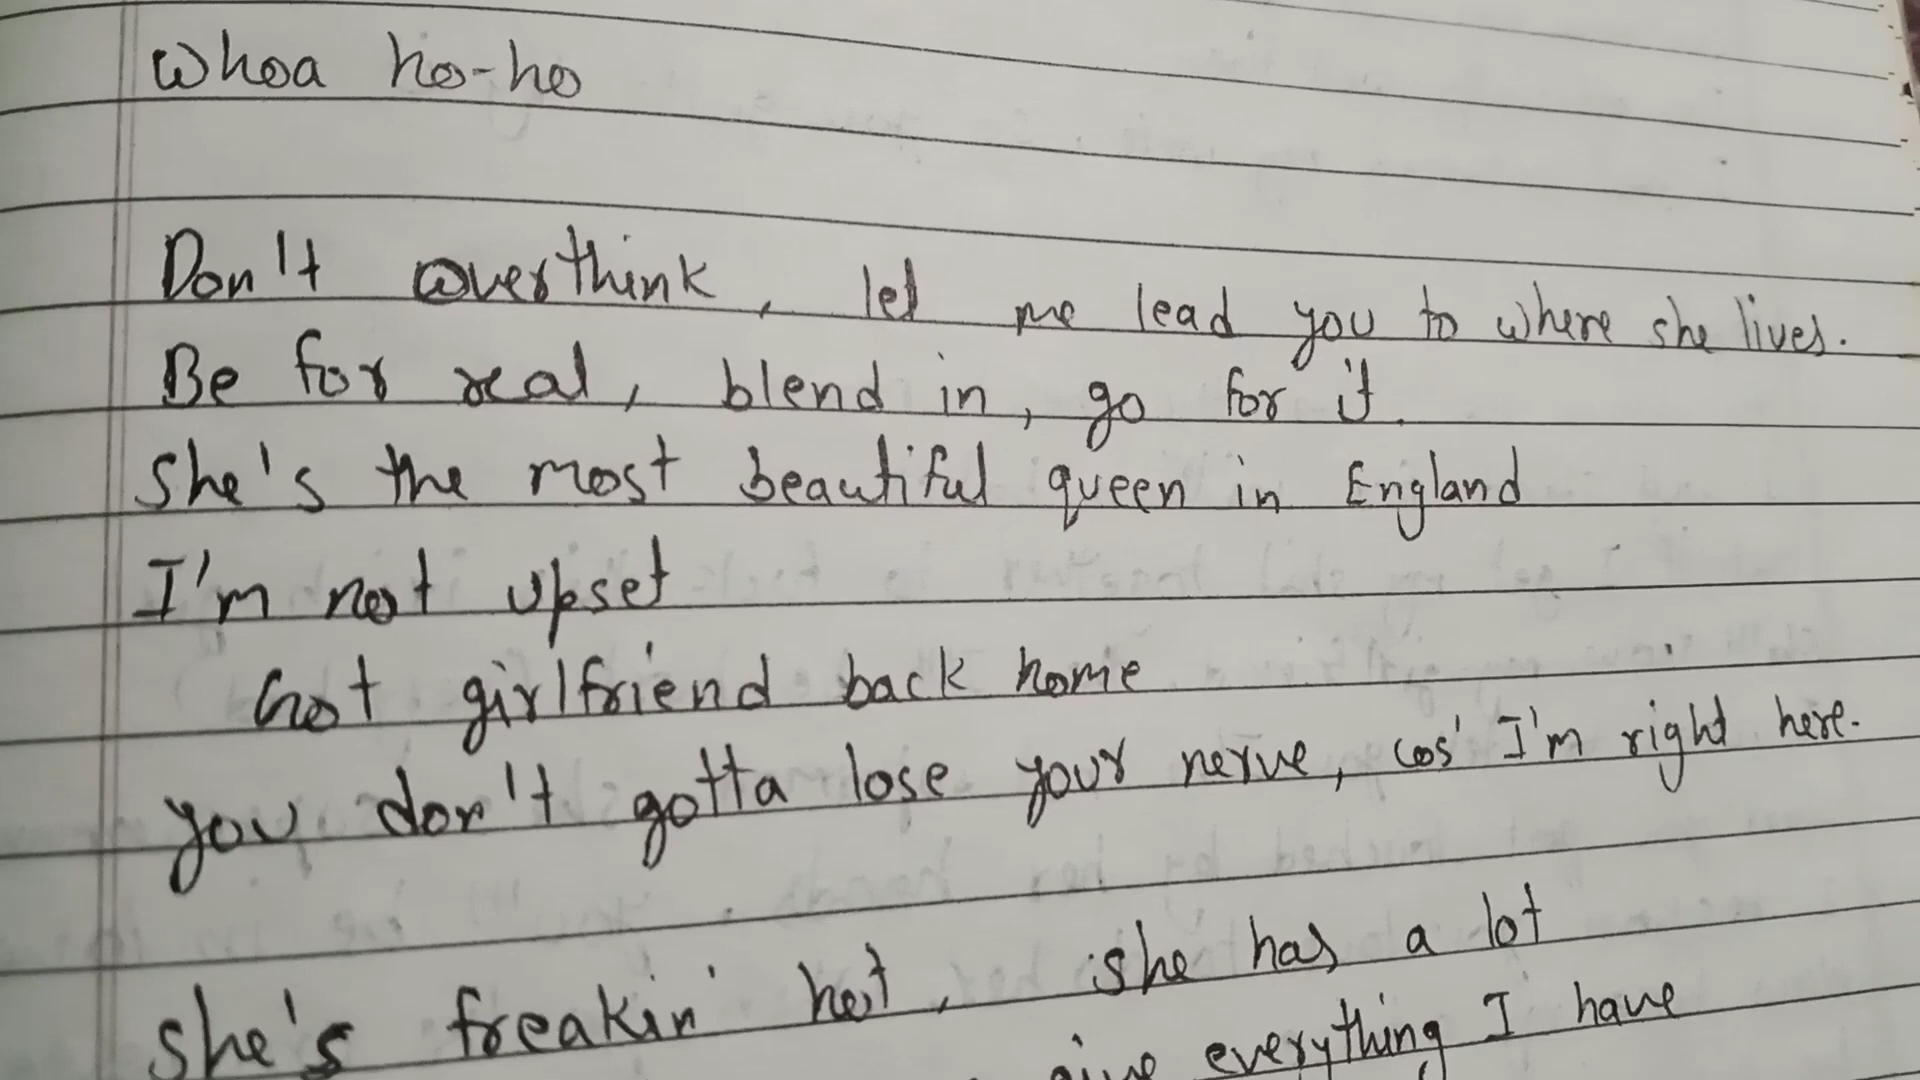 Whoa ho-ho
Don't overthink, let me lead you to where she lives.
Be for real, blend in, go for it.
She's the most beautiful queen in England
I'm not upset
Got girlfriend back home
you don't gotta lose your nerve, cos' I'm right here.
She's freakin' hot, she has a lot
give everything I have